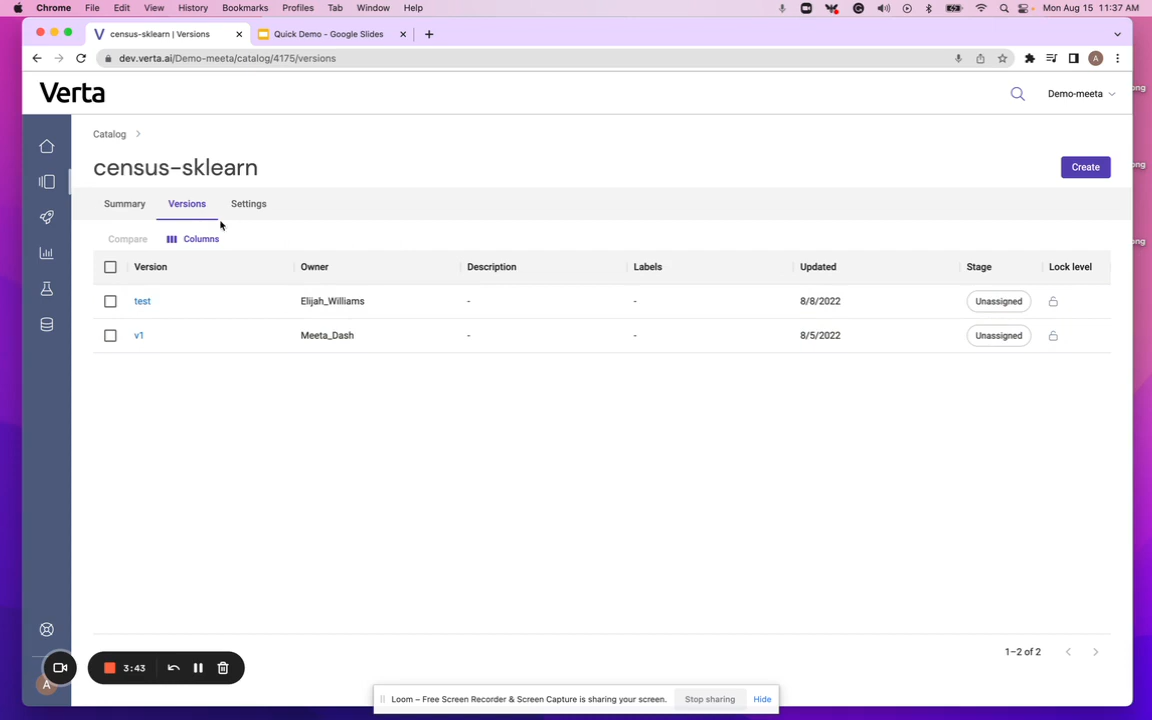 Chrome File Edit View History Bookmarks Profiles Tab Window Help Mon Aug 15 11:37 AM
census-sklearn | Versions Quick Demo - Google Slides
dev.verta.ai/Demo-meeta/catalog/4175/versions A
Verta Demo-meeta
Catalog
census-sklearn Create
Summary Versions Settings
Compare Columns
Version Owner Description Labels Updated Stage Lock level
test Elijah_Williams - - 8/8/2022 Unassigned
v1 Meeta_Dash - - 8/5/2022 Unassigned
1–2 of 2
3:43
A
Loom – Free Screen Recorder & Screen Capture is sharing your screen. Stop sharing Hide